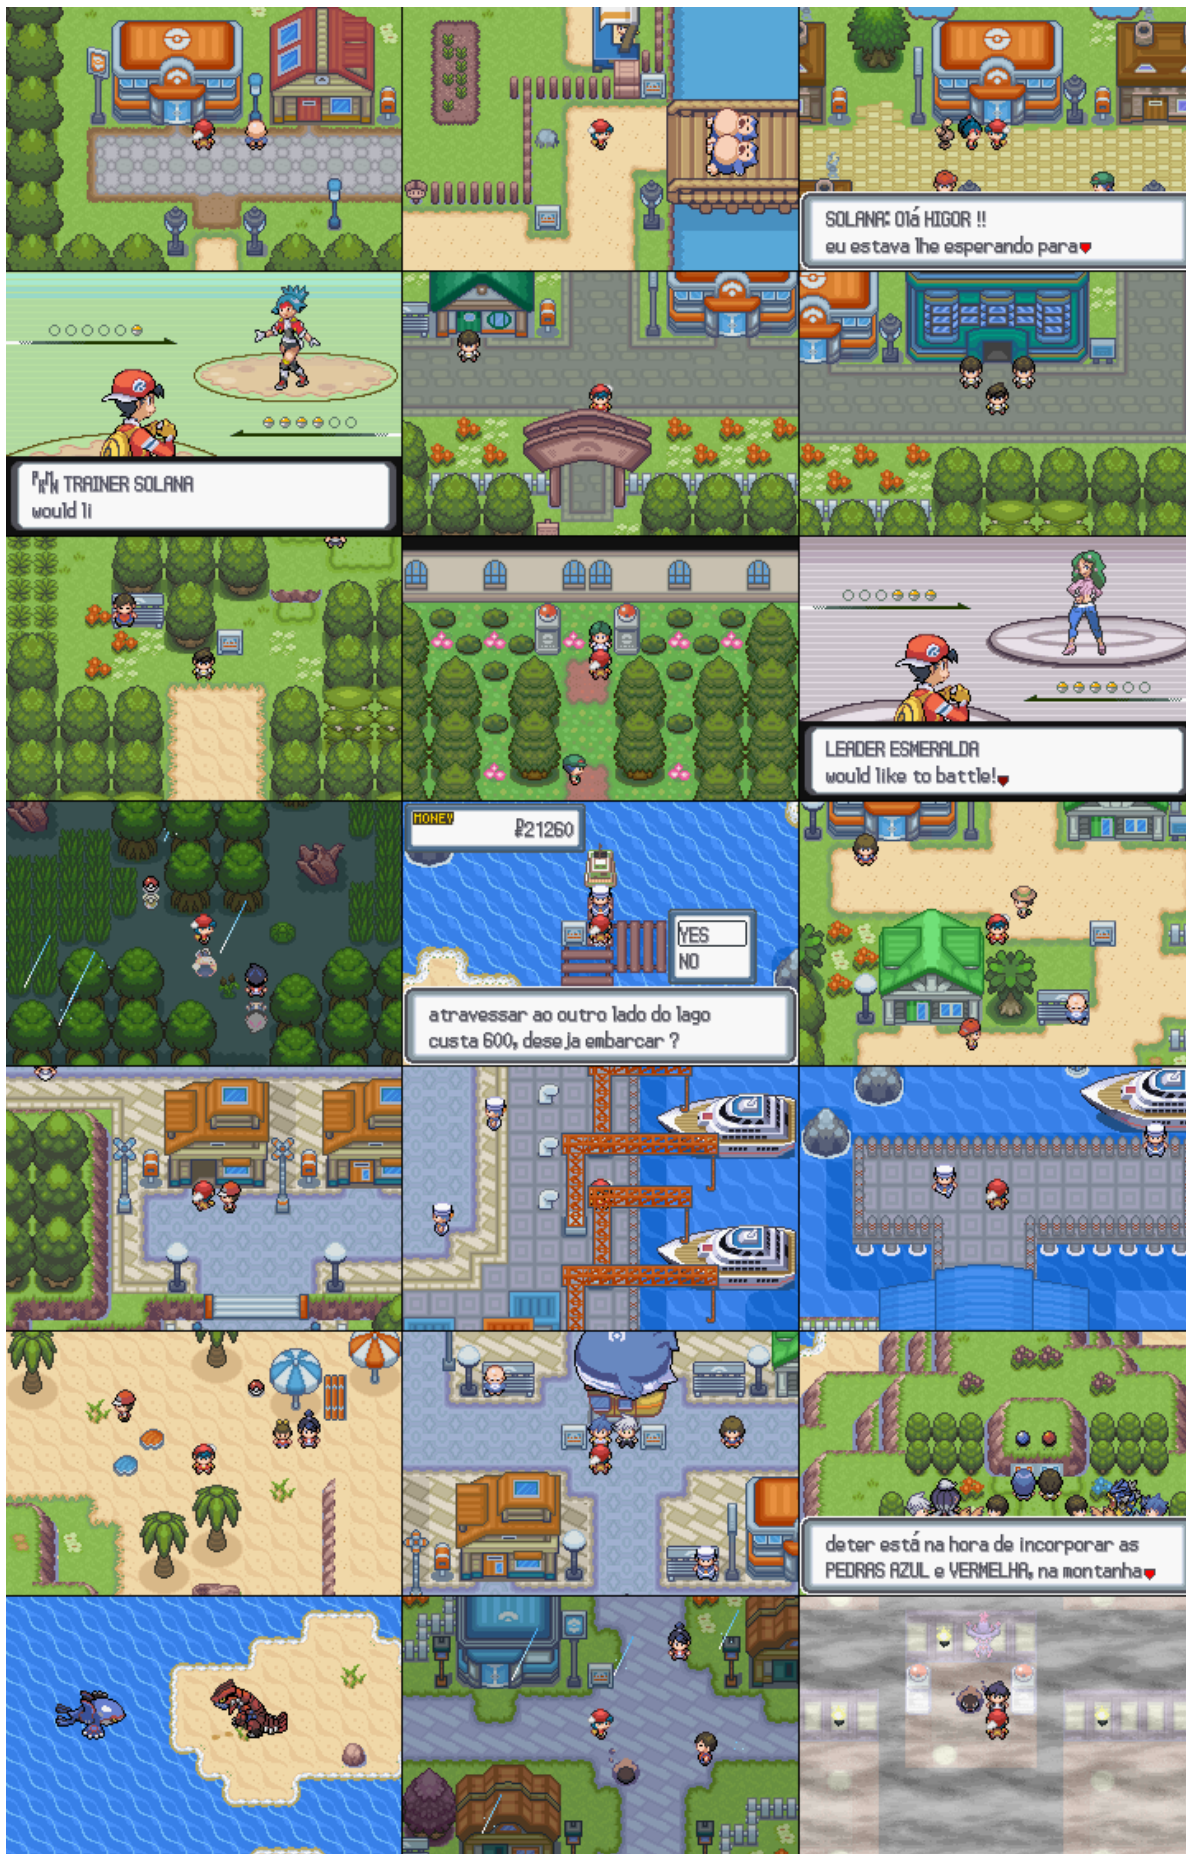 SOLANA: Olá HIGOR !!
eu estava lhe esperando para
PKMN TRAINER SOLANA
would li
LEADER ESMERALDA
would like to battle!
MONEY
₽21260
YES
NO
atravessar ao outro lado do lago
custa 600, deseja embarcar ?
deter está na hora de incorporar as
PEDRAS AZUL e VERMELHA, na montanha